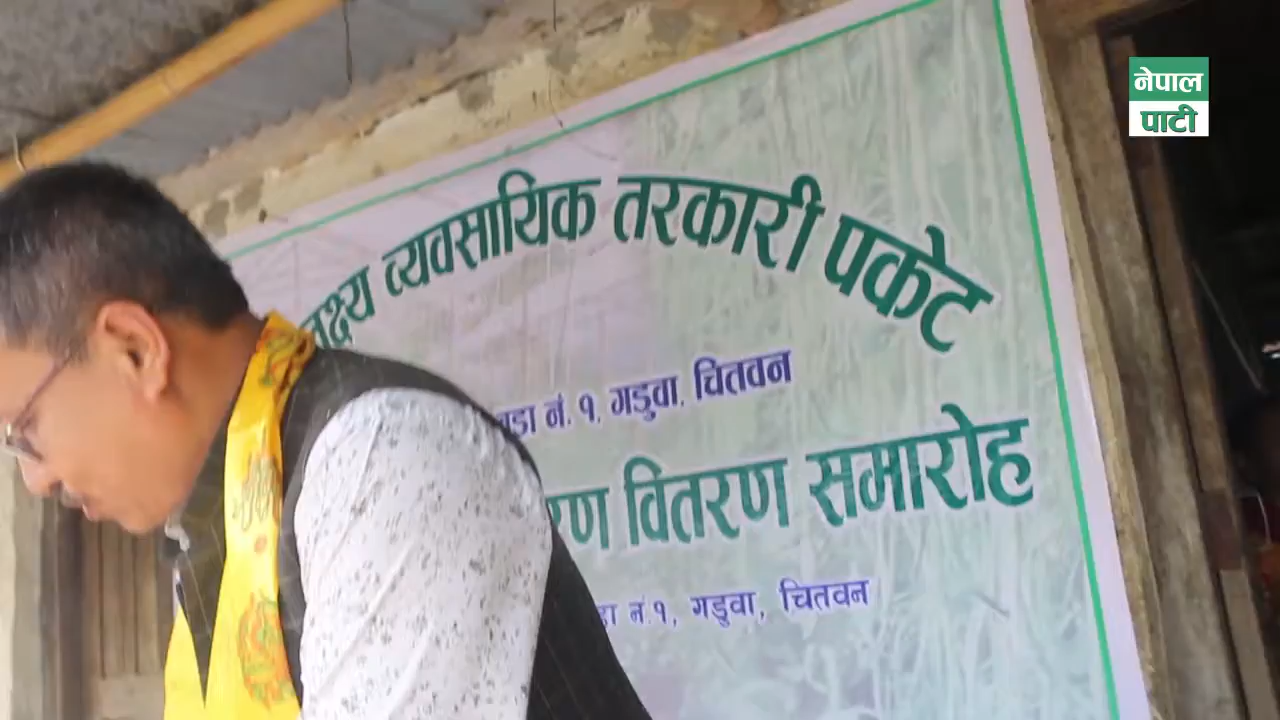 नेपाल
पाटी
व्यवसायिक तरकारी पकेट
नं. १, गडुवा, चितवन
वितरण समारोह
नं.१, गडुवा, चितवन